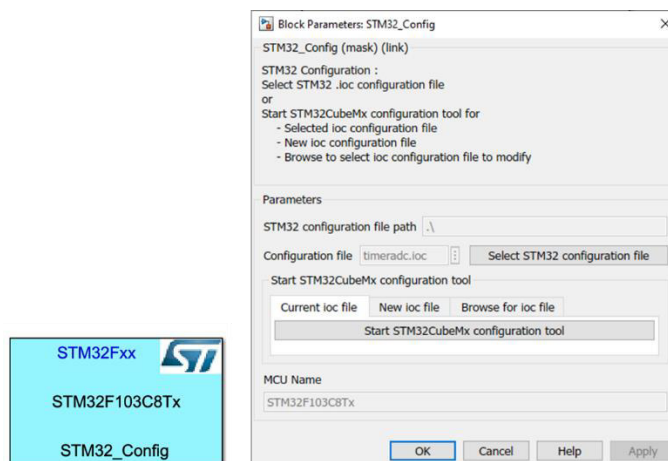 Block Parameters: STM32_Config
STM32_Config (mask) (link)
STM32 Configuration :
Select STM32 .ioc configuration file
or
Start STM32CubeMx configuration tool for
- Selected ioc configuration file
- New ioc configuration file
- Browse to select ioc configuration file to modify
Parameters
STM32 configuration file path .\
Configuration file timeradc.ioc Select STM32 configuration file
Start STM32CubeMx configuration tool
Current ioc file New ioc file Browse for ioc file
Start STM32CubeMx configuration tool
MCU Name
STM32F103C8Tx
OK Cancel Help Apply
STM32Fxx ST
STM32F103C8Tx
STM32_Config